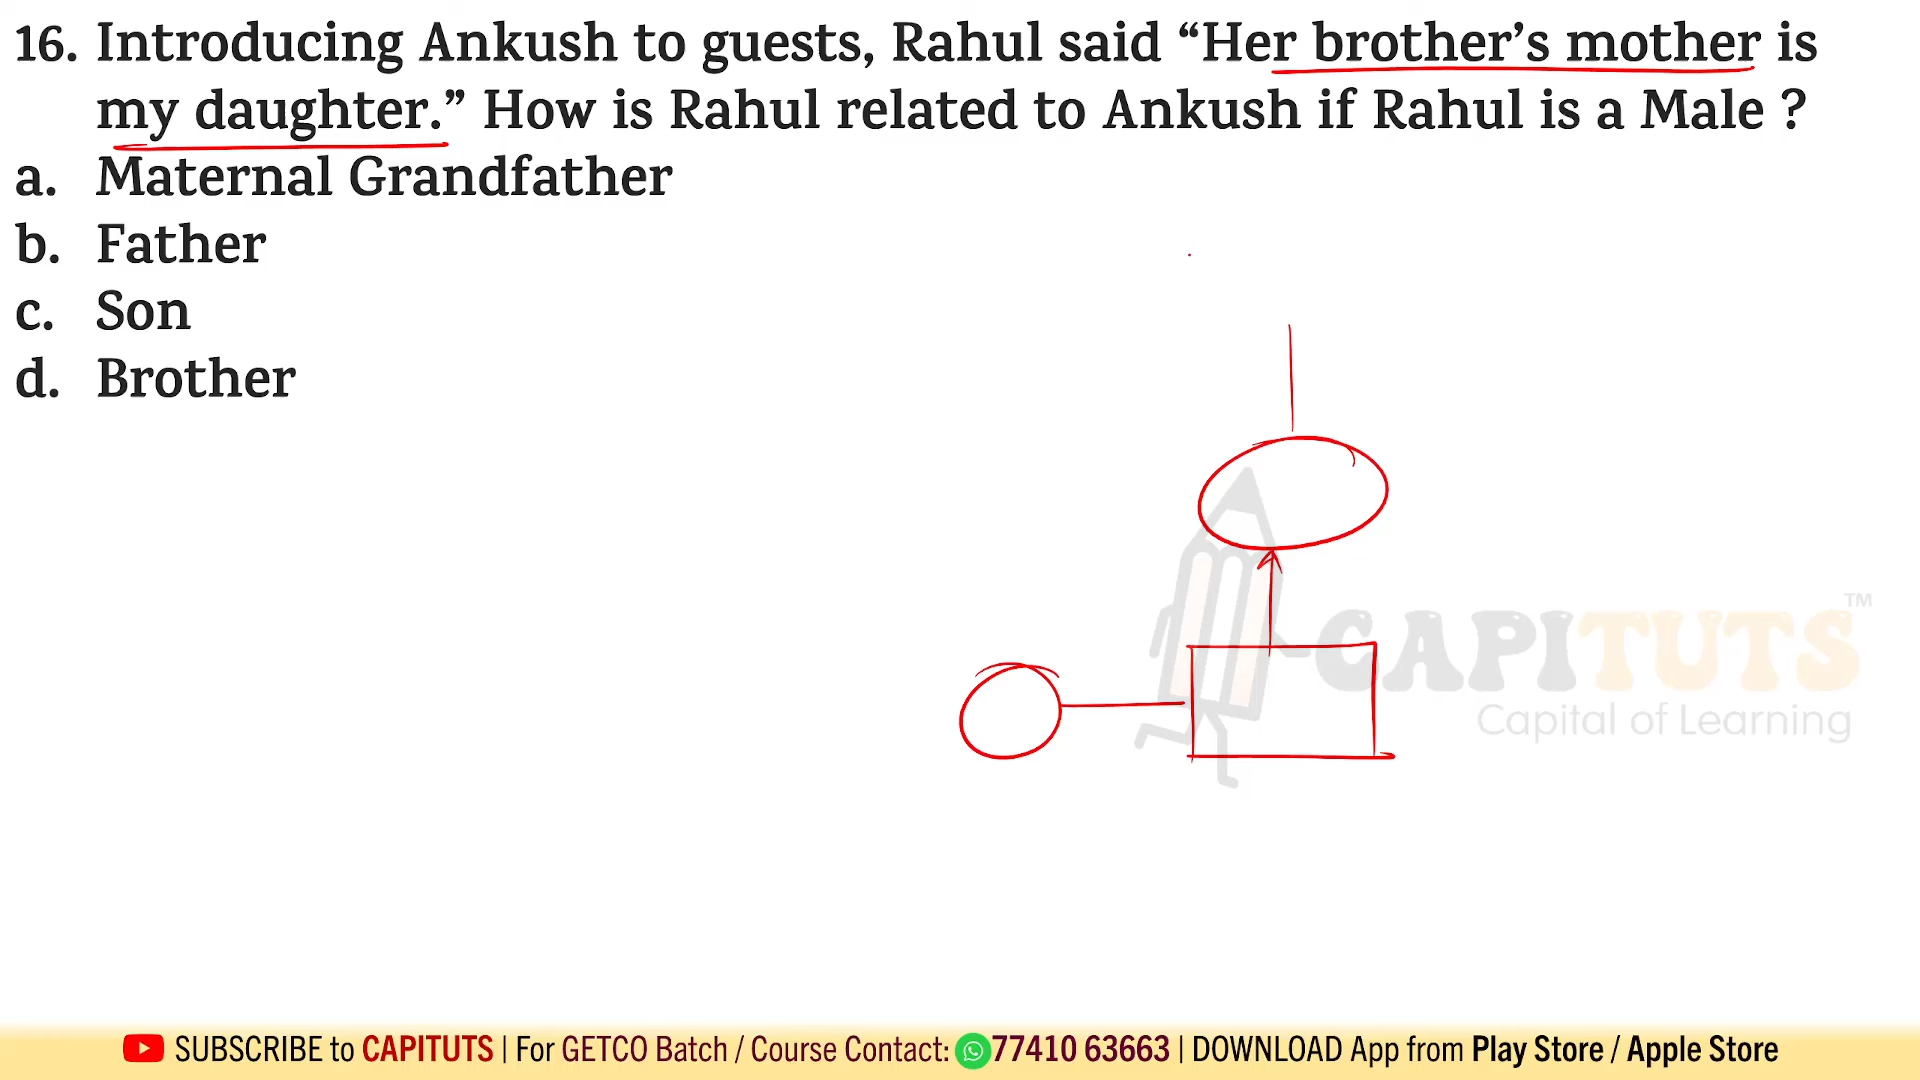 16. Introducing Ankush to guests, Rahul said “Her brother’s mother is
my daughter.” How is Rahul related to Ankush if Rahul is a Male ?
a. Maternal Grandfather
b. Father
c. Son
d. Brother
CAPITUTS™
Capital of Learning
SUBSCRIBE to CAPITUTS | For GETCO Batch / Course Contact: 77410 63663 | DOWNLOAD App from Play Store / Apple Store